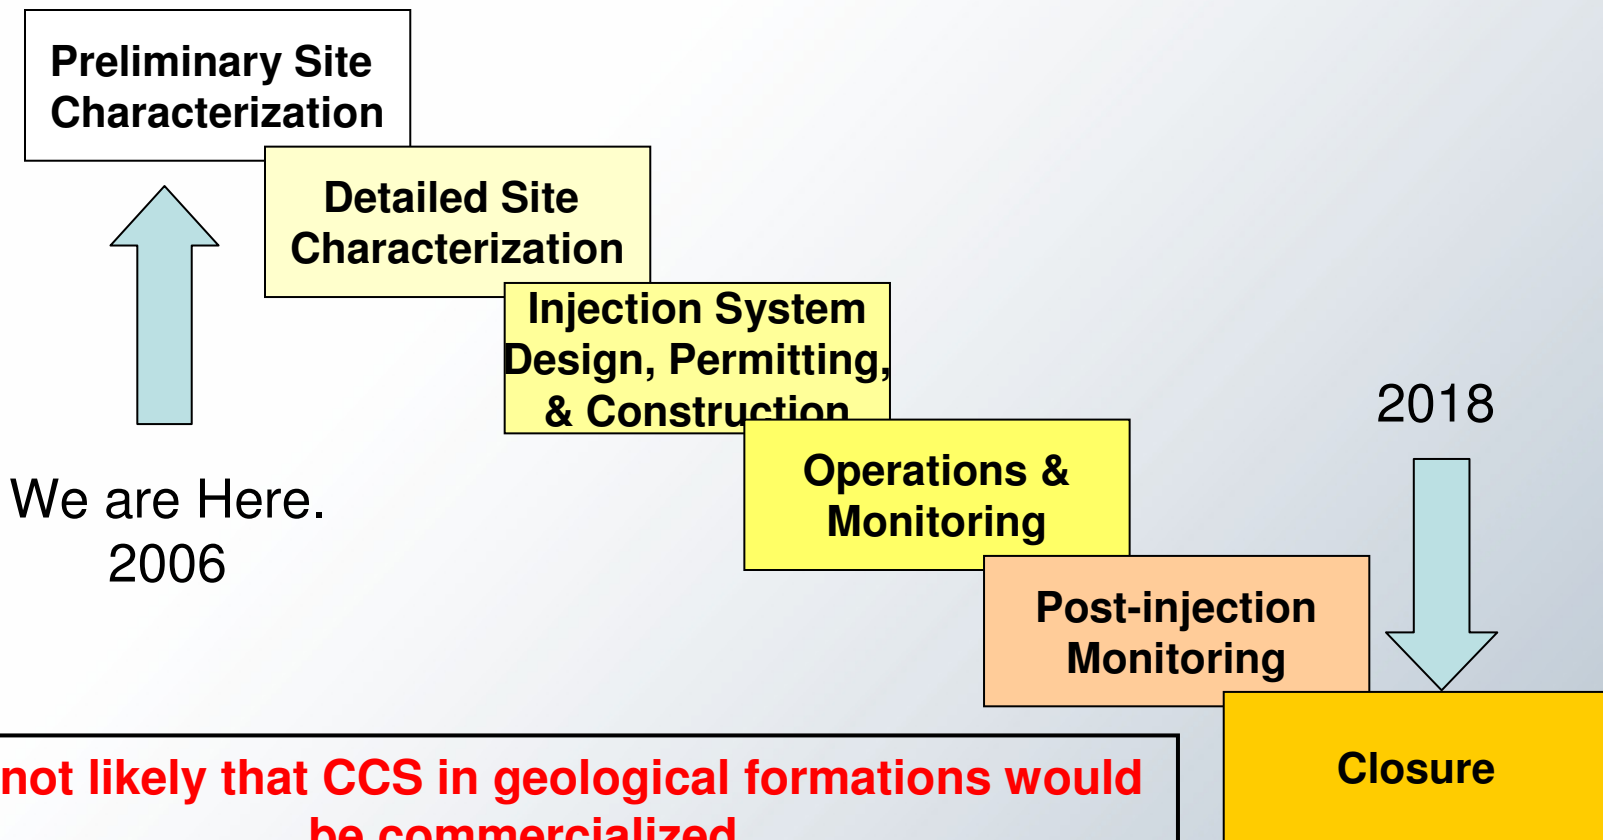 Preliminary Site
Characterization
Detailed Site
Characterization
Injection System
Design, Permitting,
& Construction
Operations &
Monitoring
2018
We are Here.
2006
Post-injection
Monitoring
Closure
not likely that CCS in geological formations would
be commercialized